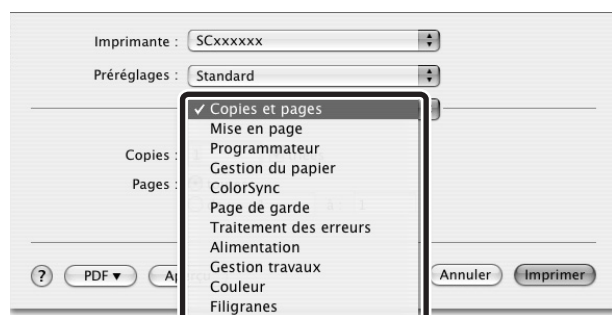 Imprimante : SCxxxxxx
Préréglages : Standard
✓ Copies et pages
Mise en page
Copies :
Programmateur
Gestion du papier
Pages :
ColorSync
Page de garde
Traitement des erreurs
Alimentation
Gestion travaux
? PDF ▼
Annuler Imprimer
Couleur
Filigranes